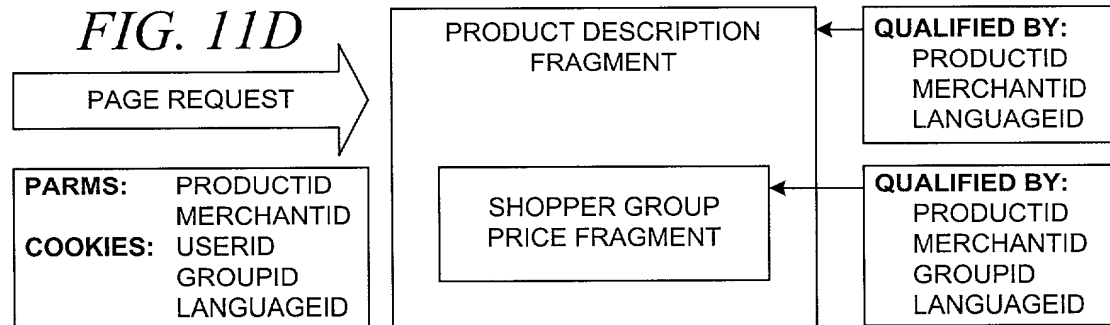 FIG. 11D
PAGE REQUEST
PARMS: PRODUCTID
MERCHANTID
COOKIES: USERID
GROUPID
LANGUAGEID
PRODUCT DESCRIPTION
FRAGMENT
SHOPPER GROUP
PRICE FRAGMENT
QUALIFIED BY:
PRODUCTID
MERCHANTID
LANGUAGEID
QUALIFIED BY:
PRODUCTID
MERCHANTID
GROUPID
LANGUAGEID